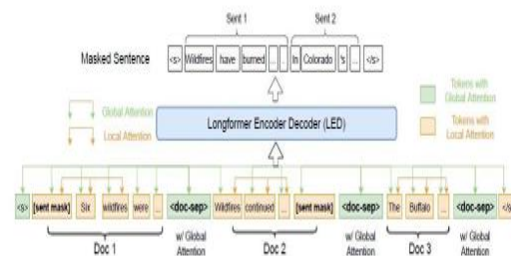 Sent 1 Sent 2
Masked Sentence <s> Wildfires have burned ... ... In Colorado 's ... </s>
Global Attention
Local Attention
Longformer Encoder Decoder (LED)
Tokens with
Global Attention
Tokens with
Local Attention
<s> [sent mask] Six wildfires were ... <doc-sep> Wildfires continued ... [sent mask] <doc-sep> The Buffalo ... <doc-sep> </s>
Doc 1 w/ Global Attention Doc 2 w/ Global Attention Doc 3 w/ Global Attention